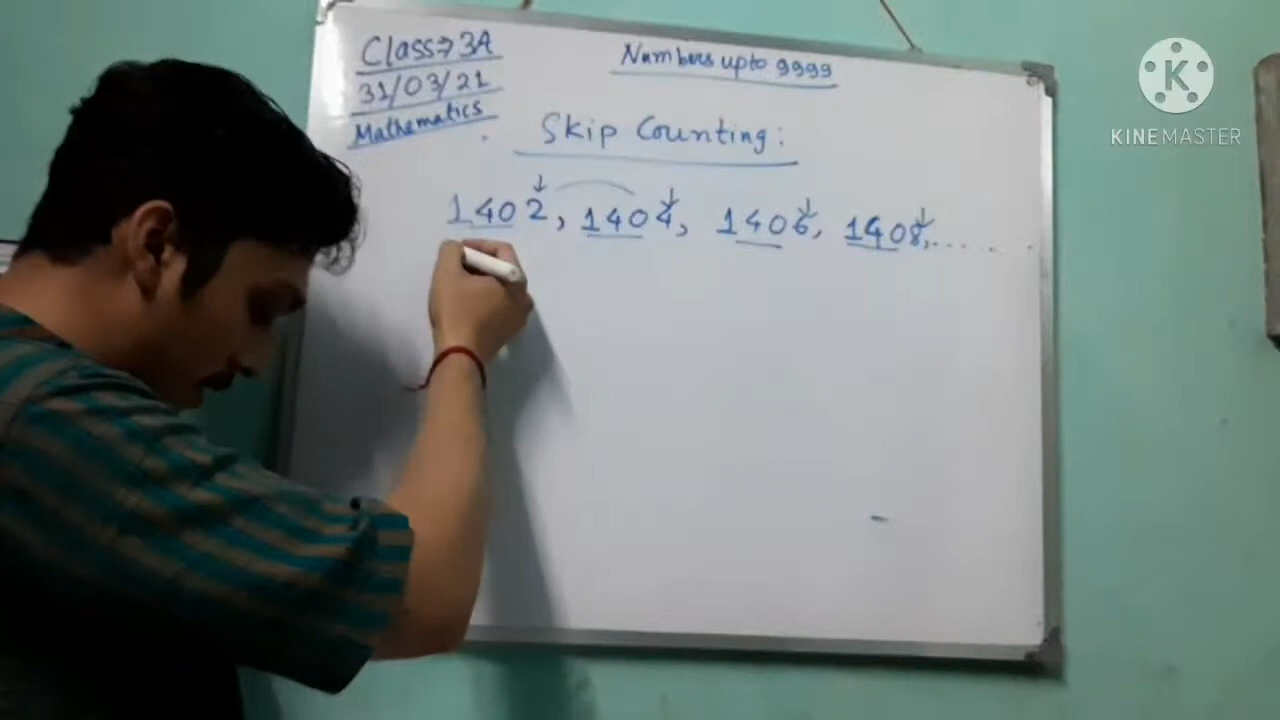 Class→3A
31/03/21
Mathematics
Numbers upto 9999
Skip Counting:
1402, 1404, 1406, 1408,......
K
KINEMASTER